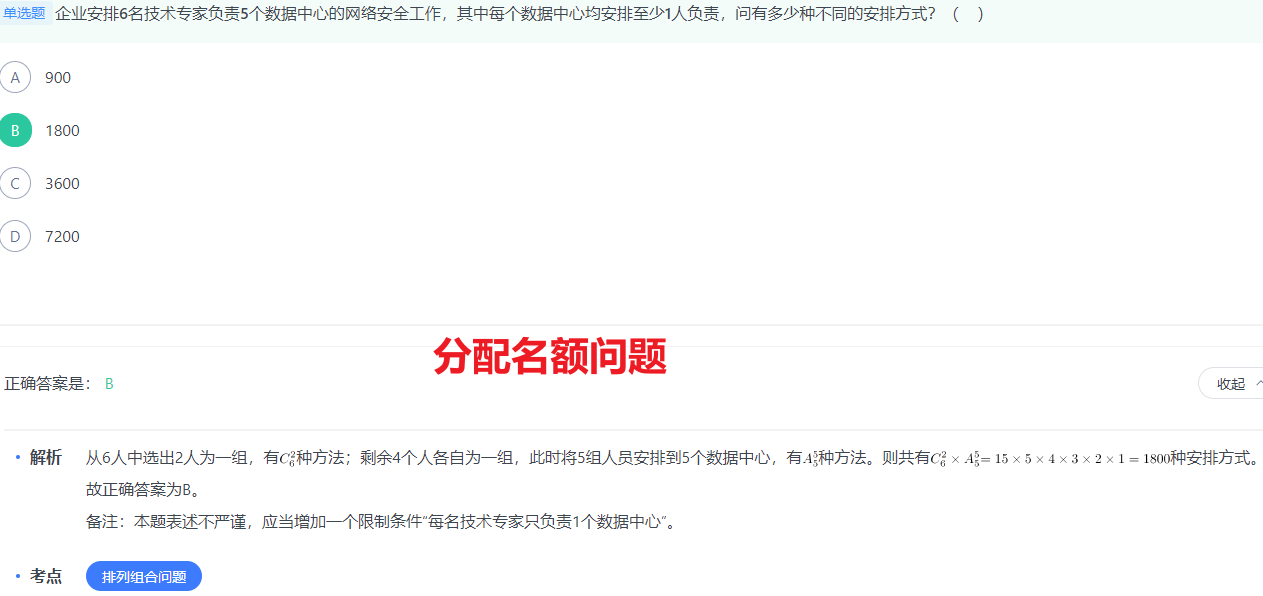 单选题 企业安排6名技术专家负责5个数据中心的网络安全工作，其中每个数据中心均安排至少1人负责，问有多少种不同的安排方式？（　）
A 900
B 1800
C 3600
D 7200
分配名额问题
正确答案是： B
收起
解析 从6人中选出2人为一组，有$C_6^2$种方法；剩余4个人各自为一组，此时将5组人员安排到5个数据中心，有$A_5^5$种方法。则共有$C_6^2 × A_5^5 = 15 × 5 × 4 × 3 × 2 × 1 = 1800$种安排方式。
故正确答案为B。
备注：本题表述不严谨，应当增加一个限制条件“每名技术专家只负责1个数据中心”。
考点 排列组合问题